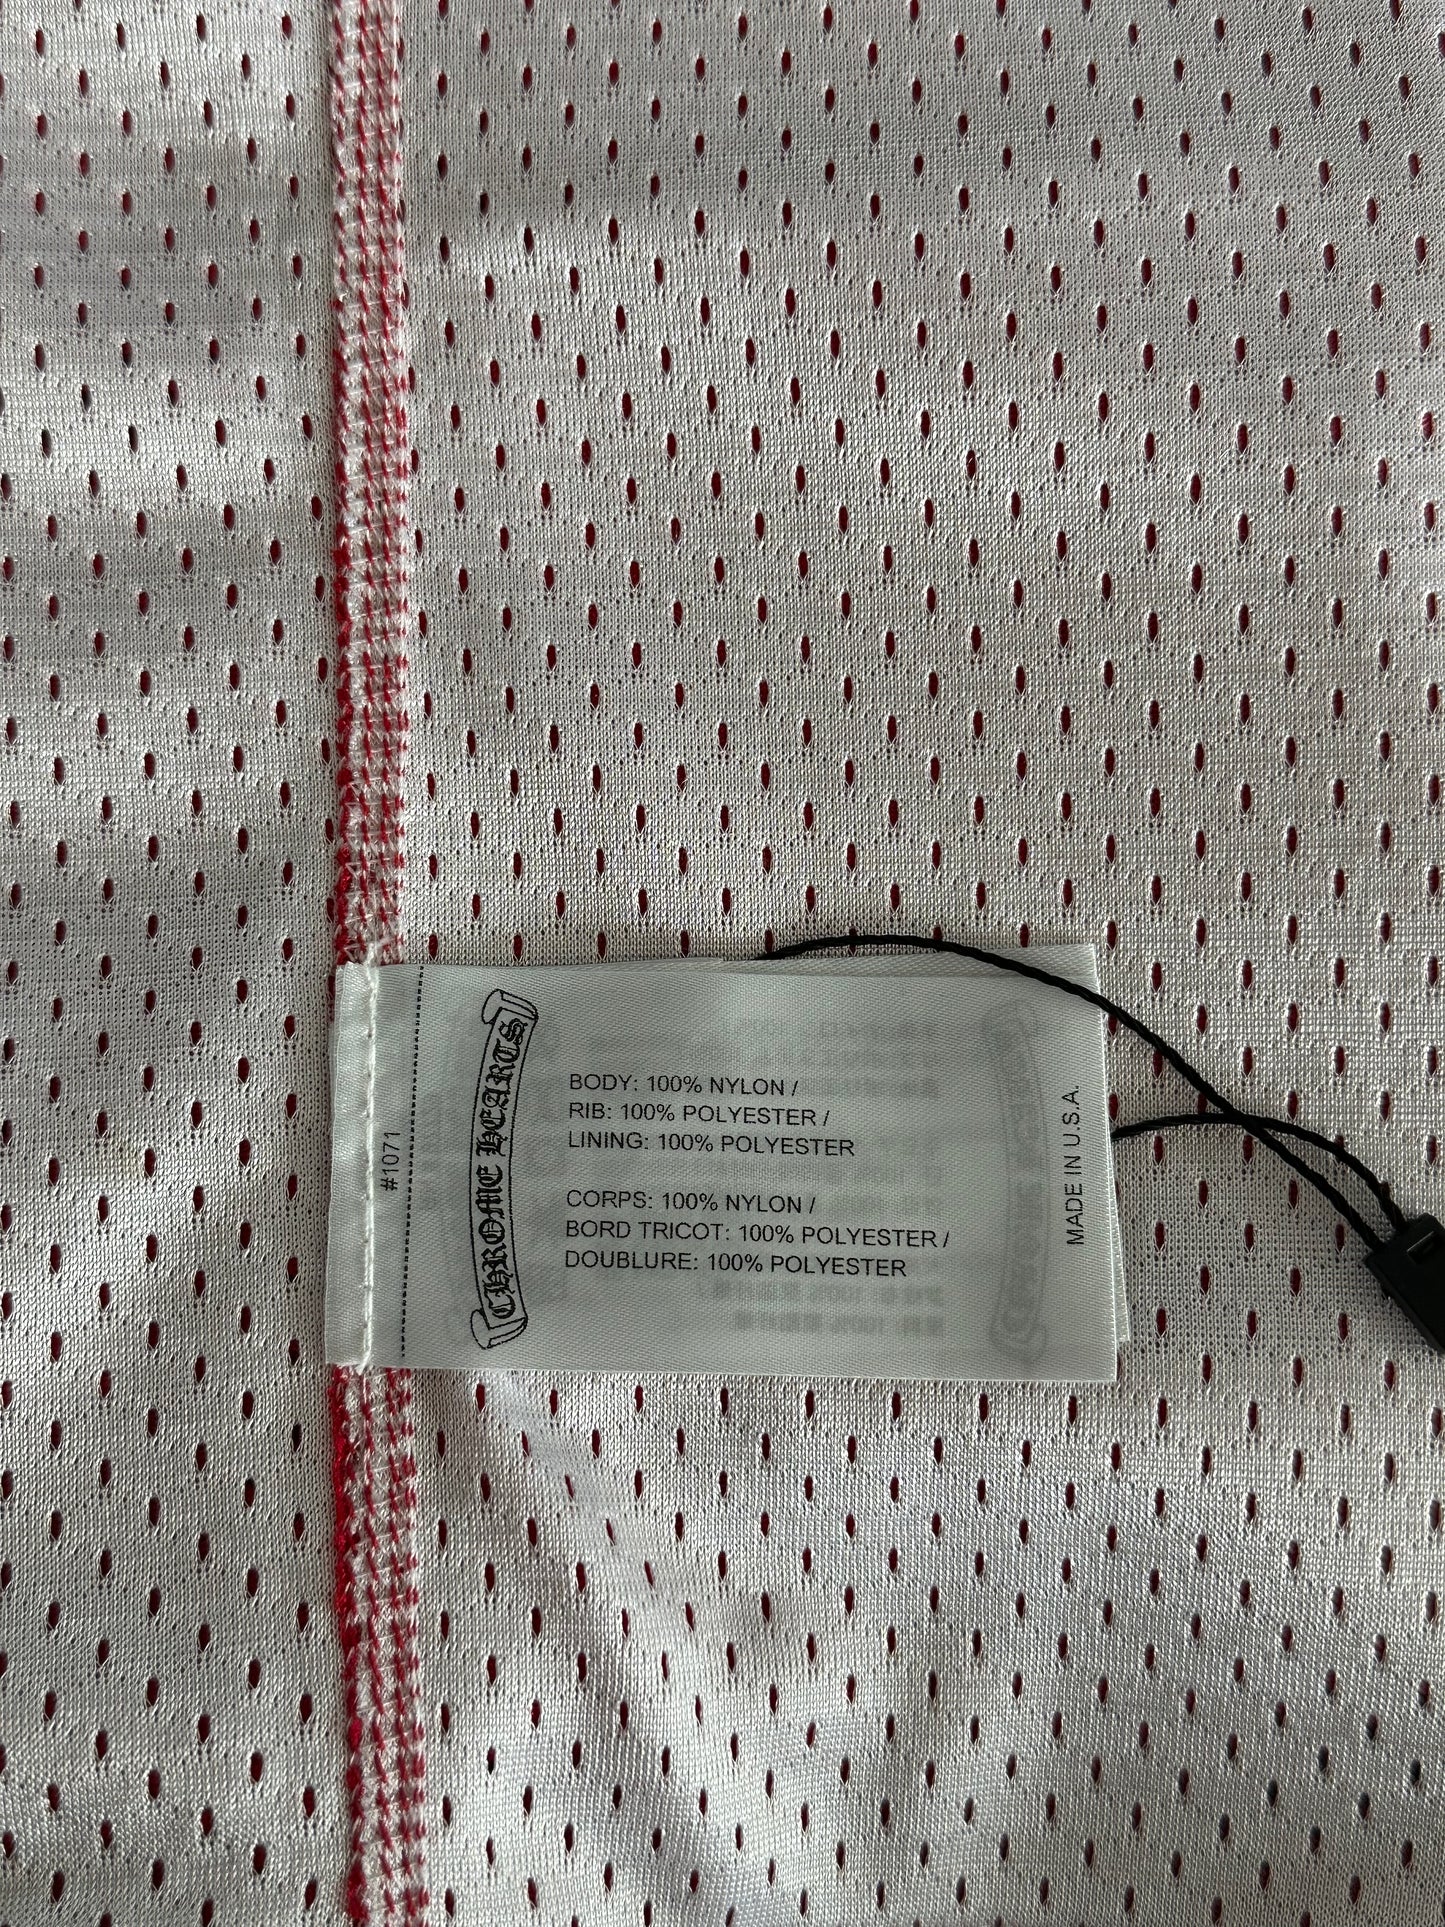 #1071
CHROME HEARTS
BODY: 100% NYLON /
RIB: 100% POLYESTER /
LINING: 100% POLYESTER
CORPS: 100% NYLON /
BORD TRICOT: 100% POLYESTER /
DOUBLURE: 100% POLYESTER
MADE IN U.S.A.